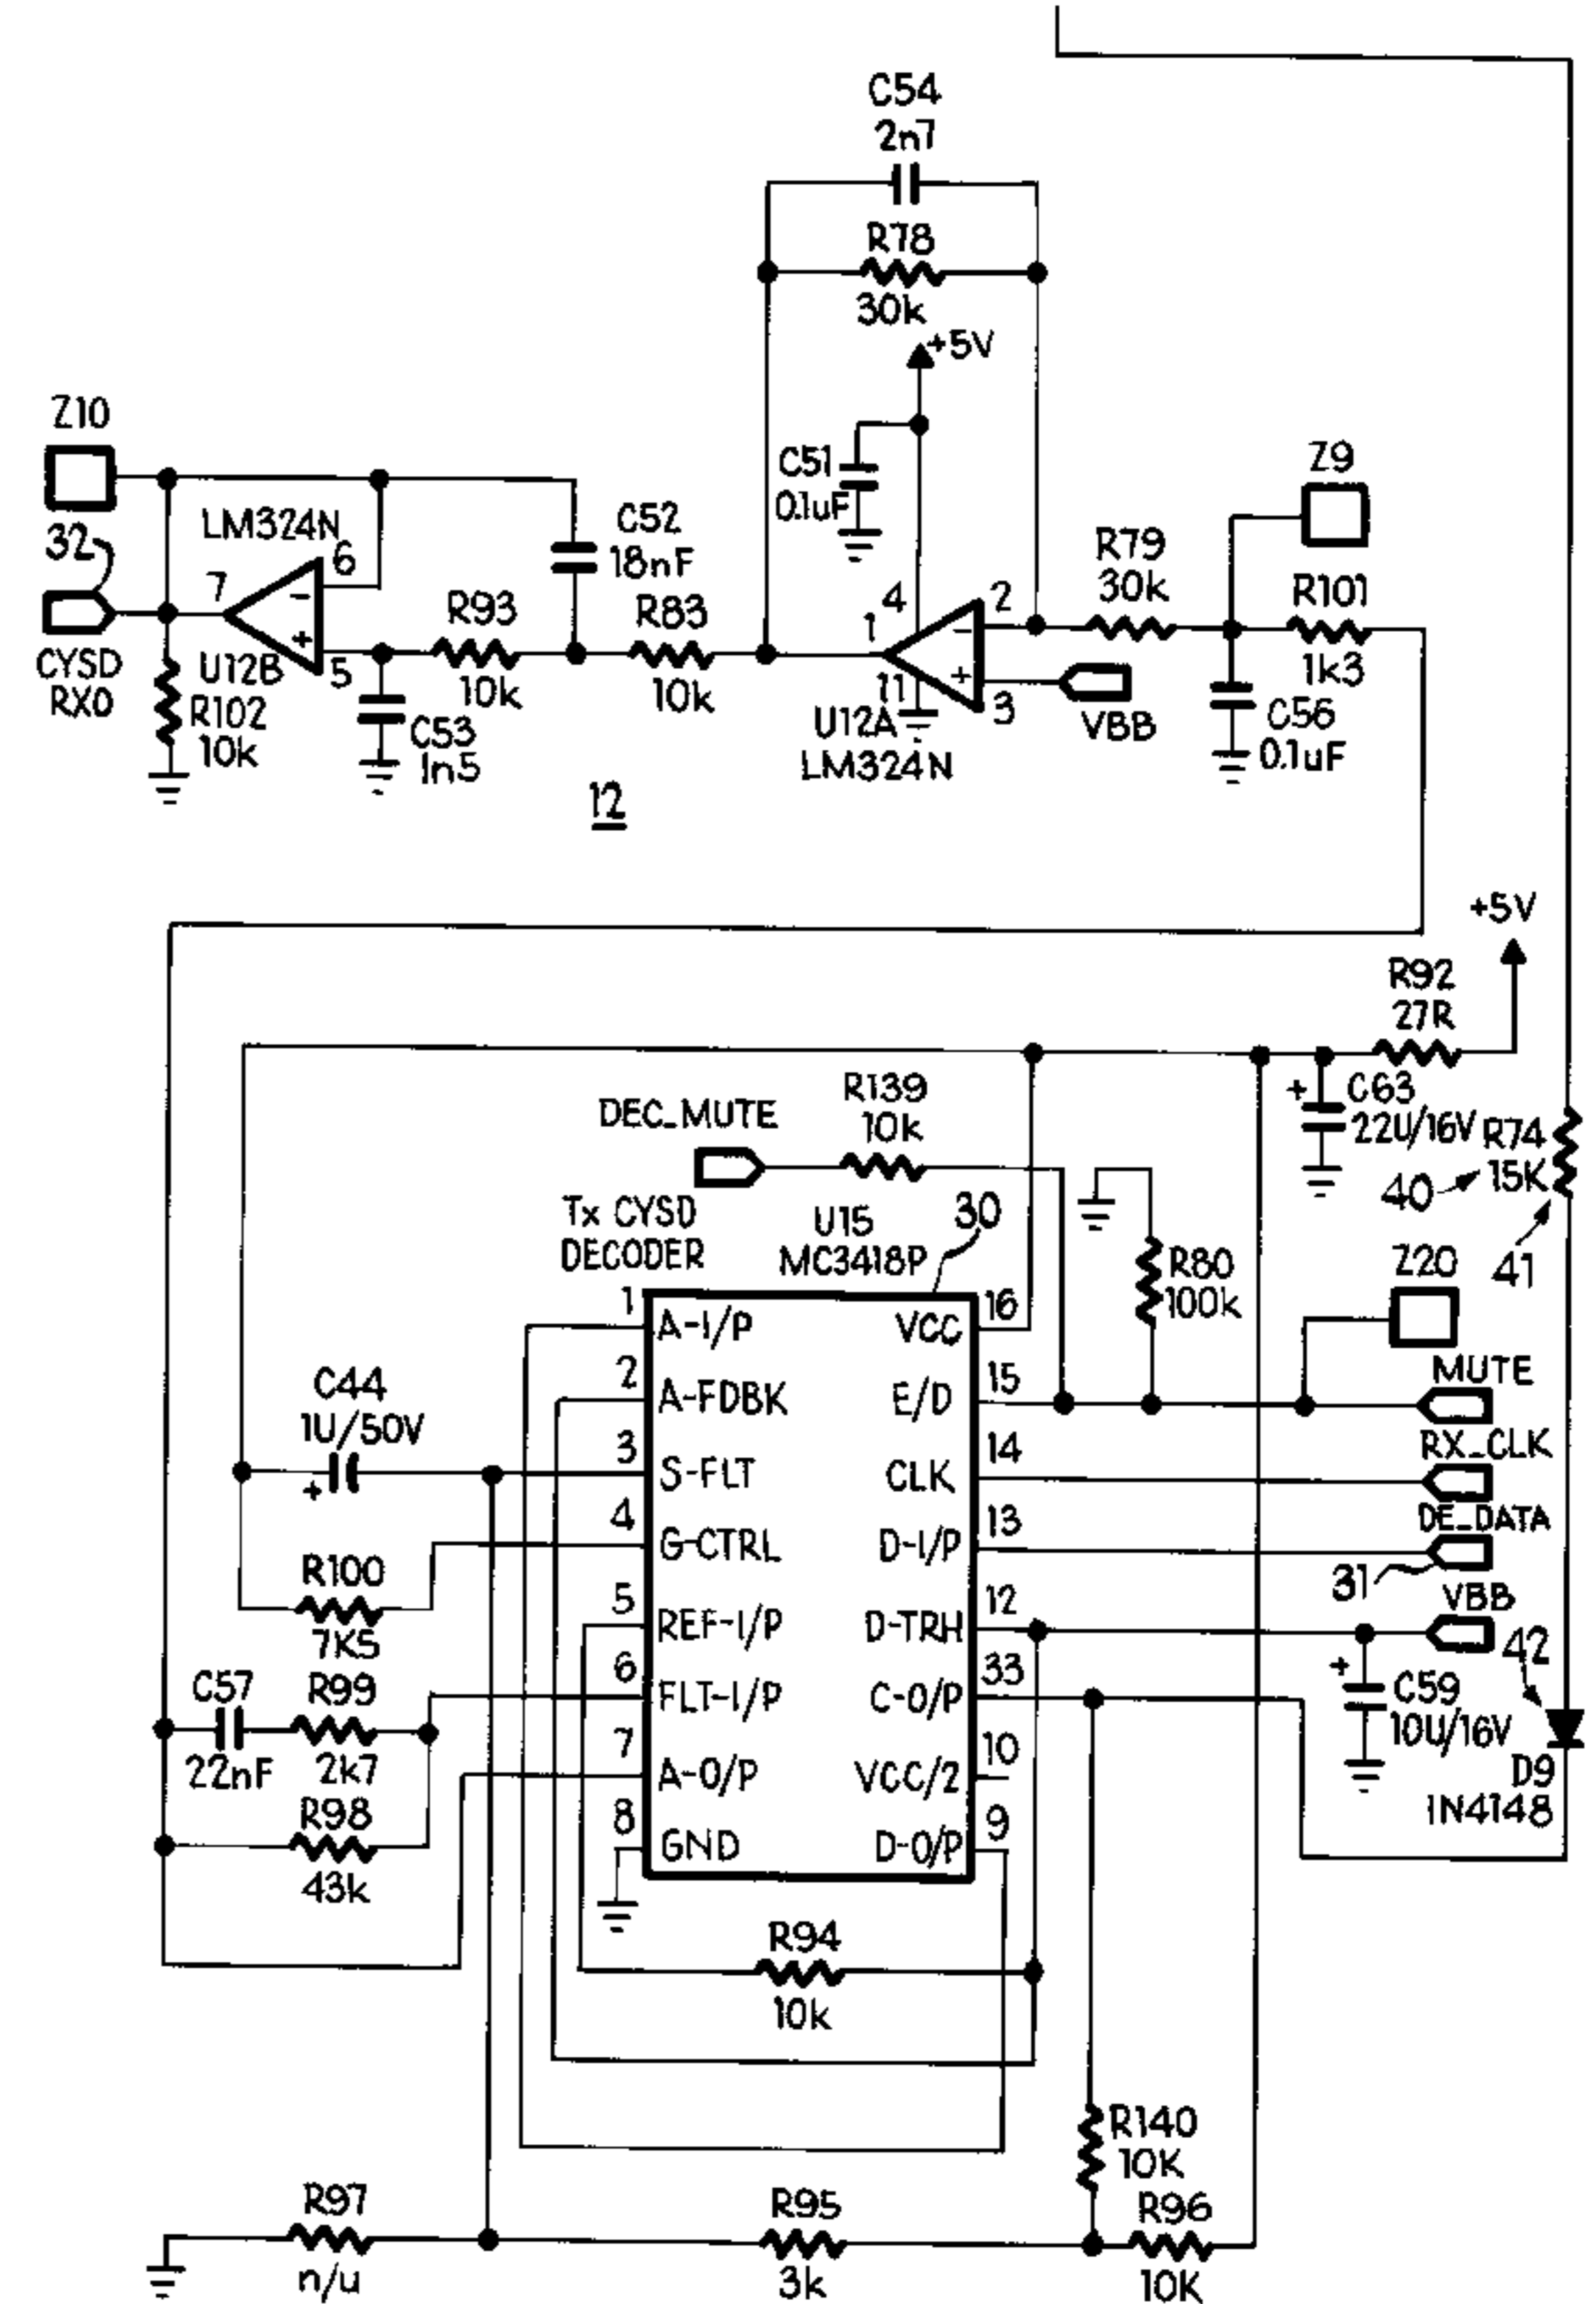 C54
2n7
R78
30k
+5V
Z10
C51
0.1uF
Z9
32
LM324N
6
7
-
+
5
C52
18nF
R93
10k
R83
10k
4
1
2
-
+
11
3
R79
30k
R101
1k3
CYSD
RX0
U12B
R102
10k
C53
1n5
U12A
LM324N
VBB
C56
0.1uF
12
+5V
R92
27R
DEC_MUTE
R139
10k
+ C63
22U/16V
R74
15K
40
41
Tx CYSD
DECODER
U15
MC3418P
30
R80
100k
Z20
1 A-I/P VCC 16
2 A-FDBK E/D 15
3 S-FLT CLK 14
4 G-CTRL D-I/P 13
5 REF-I/P D-TRH 12
6 FLT-I/P C-O/P 33
7 A-O/P VCC/2 10
8 GND D-O/P 9
MUTE
RX_CLK
DE_DATA
31
VBB
42
C44
1U/50V
+
R100
7K5
C57
22nF
R99
2k7
R98
43k
+ C59
10U/16V
D9
1N4148
R94
10k
R140
10K
R97
n/u
R95
3k
R96
10K